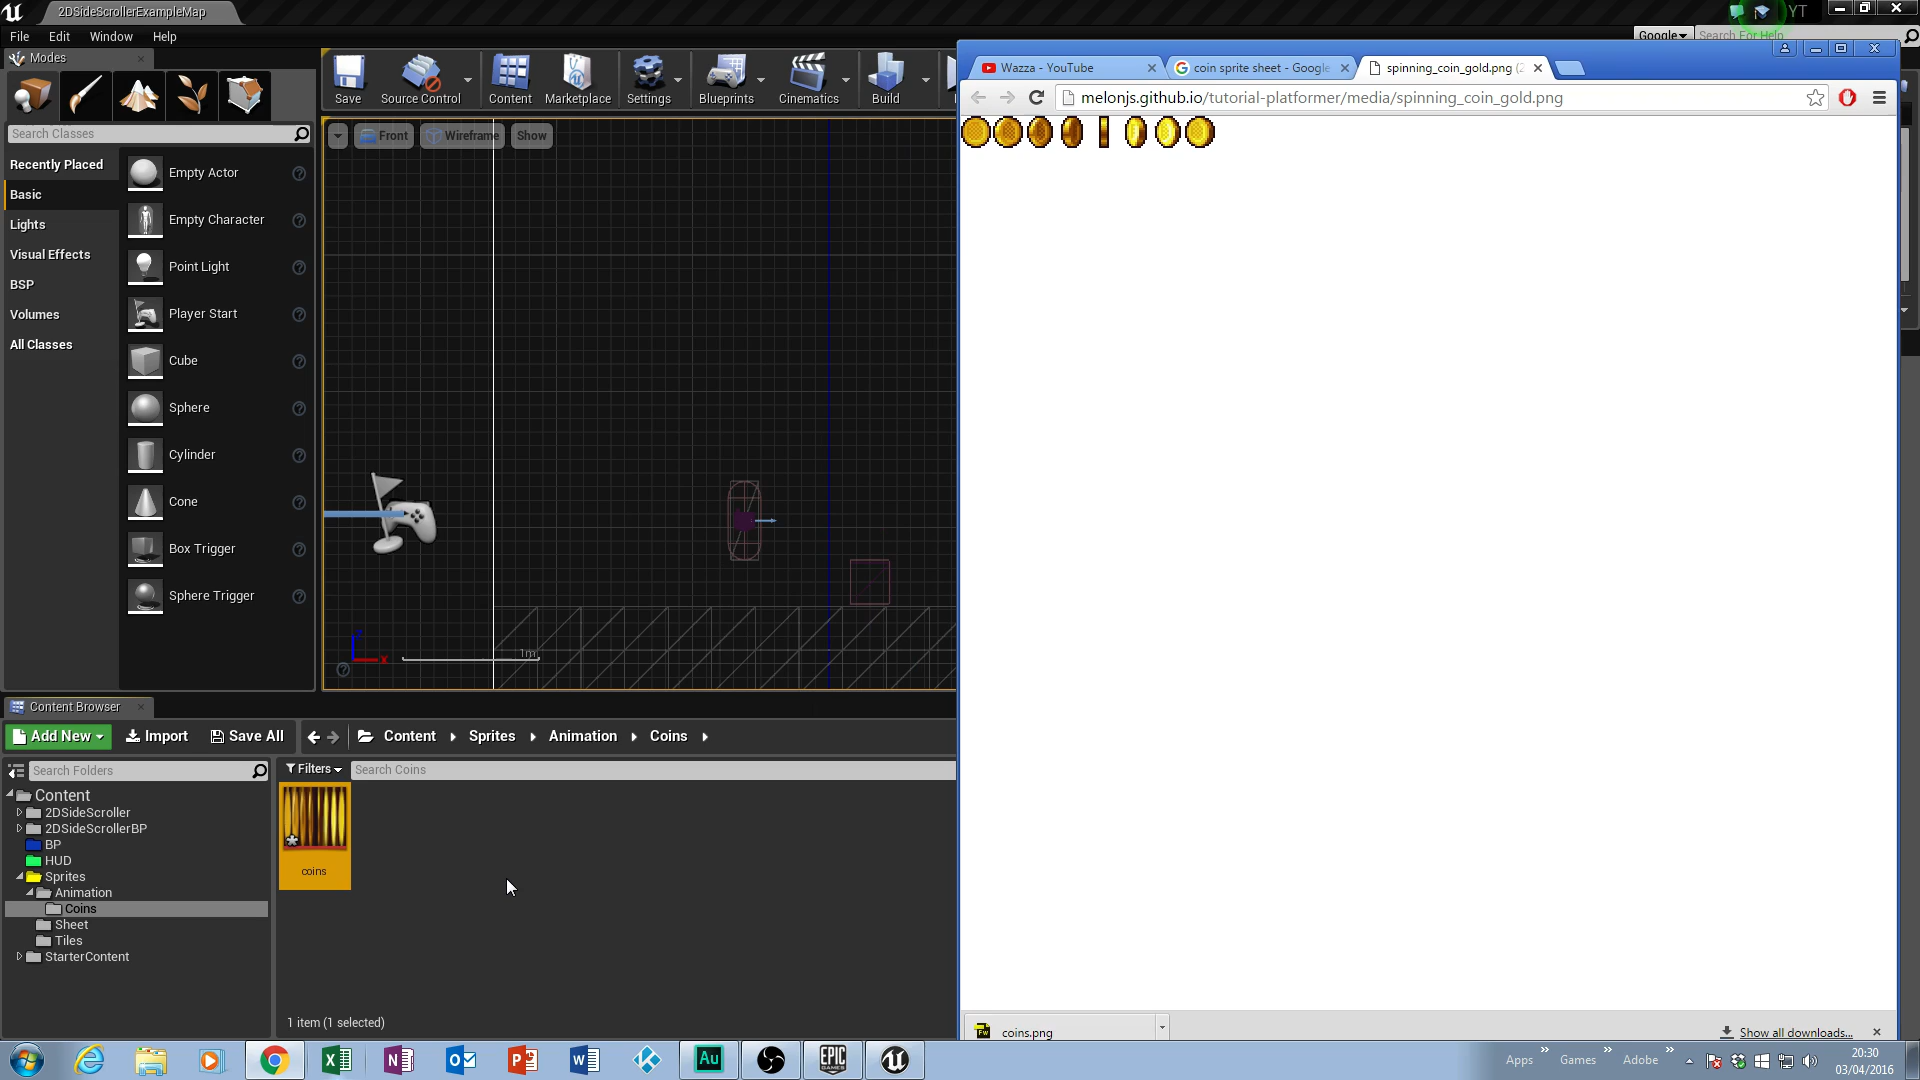 2DSideScrollerExampleMap
YT
File Edit Window Help
Google
Search For Help
Modes
Wazza - YouTube
coin sprite sheet - Google
spinning_coin_gold.png (2
melonjs.github.io/tutorial-platformer/media/spinning_coin_gold.png
Save
Source Control
Content
Marketplace
Settings
Blueprints
Cinematics
Build
Search Classes
Front
Wireframe
Show
Recently Placed
Basic
Lights
Visual Effects
BSP
Volumes
All Classes
Empty Actor
Empty Character
Point Light
Player Start
Cube
Sphere
Cylinder
Cone
Box Trigger
Sphere Trigger
Z
X
1m
Content Browser
Add New
Import
Save All
Content
Sprites
Animation
Coins
Search Folders
Filters
Search Coins
Content
2DSideScroller
2DSideScrollerBP
BP
HUD
Sprites
Animation
Coins
Sheet
Tiles
StarterContent
coins
1 item (1 selected)
coins.png
Show all downloads...
Au
EPIC GAMES
Apps
Games
Adobe
20:30
03/04/2016